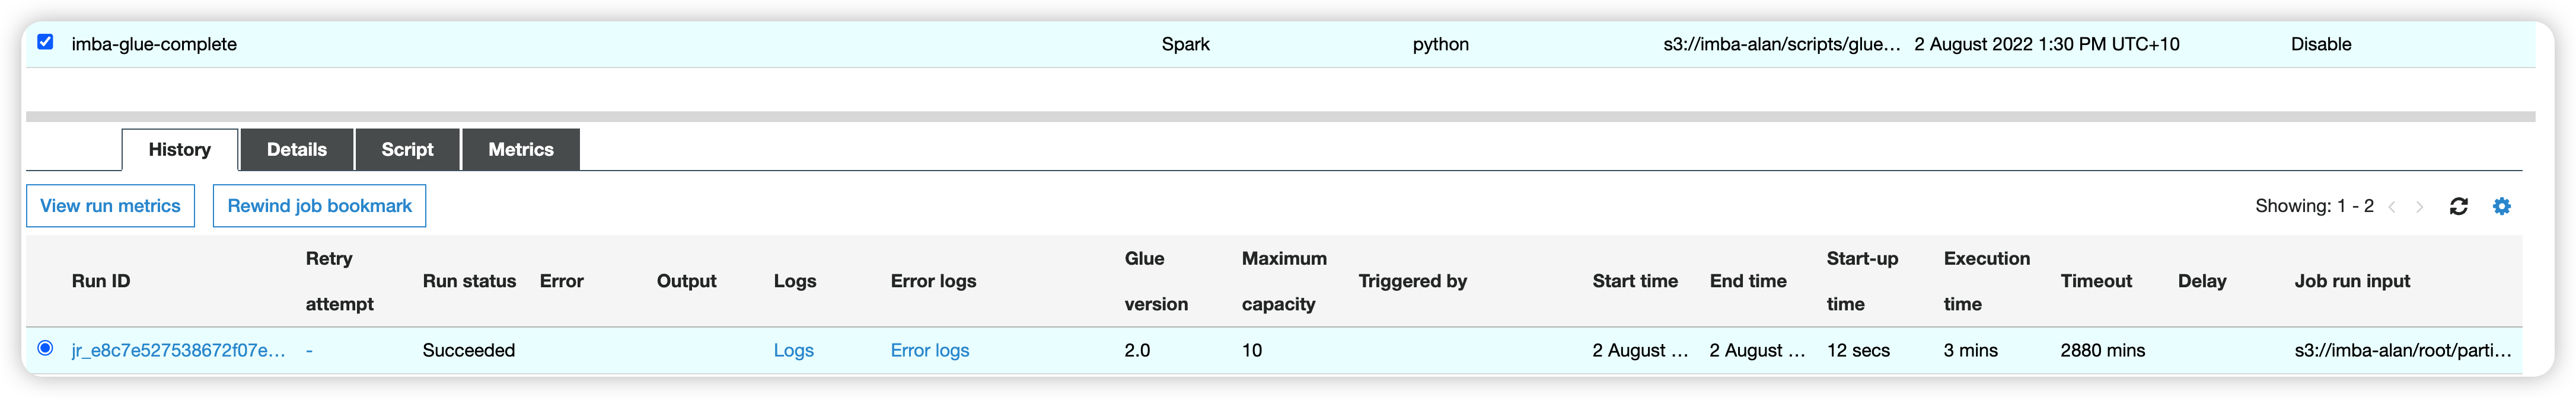 imba-glue-complete Spark python s3://imba-alan/scripts/glue... 2 August 2022 1:30 PM UTC+10 Disable
History Details Script Metrics
View run metrics Rewind job bookmark Showing: 1 - 2
Run ID Retry attempt Run status Error Output Logs Error logs Glue version Maximum capacity Triggered by Start time End time Start-up time Execution time Timeout Delay Job run input
jr_e8c7e527538672f07e... - Succeeded Logs Error logs 2.0 10 2 August ... 2 August ... 12 secs 3 mins 2880 mins s3://imba-alan/root/parti...